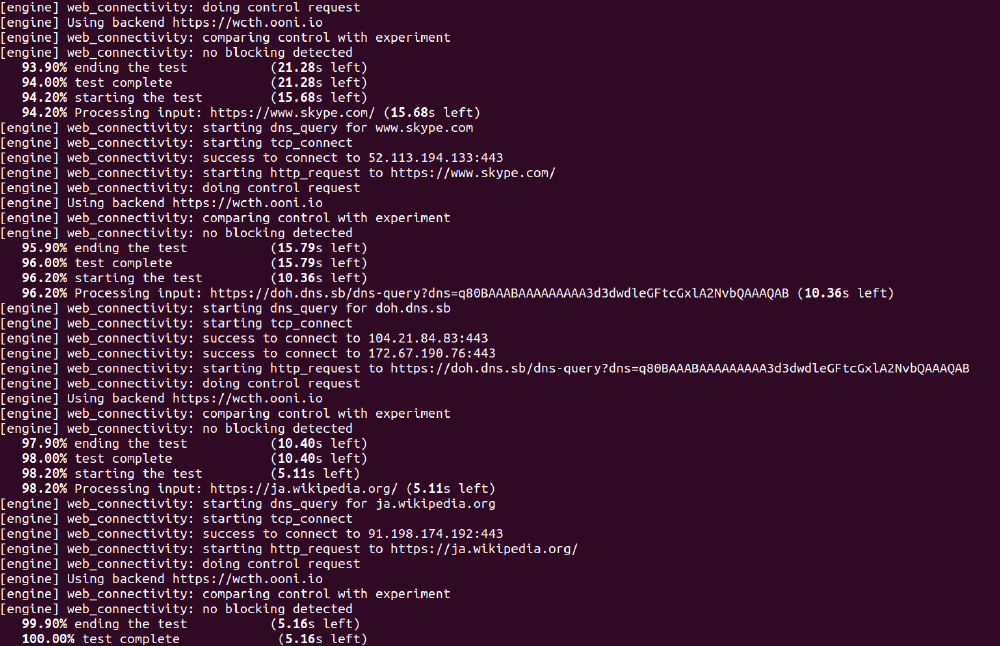 [engine] web_connectivity: doing control request
[engine] Using backend https://wcth.ooni.io
[engine] web_connectivity: comparing control with experiment
[engine] web_connectivity: no blocking detected
93.90% ending the test (21.28s left)
94.00% test complete (21.28s left)
94.20% starting the test (15.68s left)
94.20% Processing input: https://www.skype.com/ (15.68s left)
[engine] web_connectivity: starting dns_query for www.skype.com
[engine] web_connectivity: starting tcp_connect
[engine] web_connectivity: success to connect to 52.113.194.133:443
[engine] web_connectivity: starting http_request to https://www.skype.com/
[engine] web_connectivity: doing control request
[engine] Using backend https://wcth.ooni.io
[engine] web_connectivity: comparing control with experiment
[engine] web_connectivity: no blocking detected
95.90% ending the test (15.79s left)
96.00% test complete (15.79s left)
96.20% starting the test (10.36s left)
96.20% Processing input: https://doh.dns.sb/dns-query?dns=q80BAAABAAAAAAAAA3d3dwdleGFtcGxlA2NvbQAAAQAB (10.36s left)
[engine] web_connectivity: starting dns_query for doh.dns.sb
[engine] web_connectivity: starting tcp_connect
[engine] web_connectivity: success to connect to 104.21.84.83:443
[engine] web_connectivity: success to connect to 172.67.190.76:443
[engine] web_connectivity: starting http_request to https://doh.dns.sb/dns-query?dns=q80BAAABAAAAAAAAA3d3dwdleGFtcGxlA2NvbQAAAQAB
[engine] web_connectivity: doing control request
[engine] Using backend https://wcth.ooni.io
[engine] web_connectivity: comparing control with experiment
[engine] web_connectivity: no blocking detected
97.90% ending the test (10.40s left)
98.00% test complete (10.40s left)
98.20% starting the test (5.11s left)
98.20% Processing input: https://ja.wikipedia.org/ (5.11s left)
[engine] web_connectivity: starting dns_query for ja.wikipedia.org
[engine] web_connectivity: starting tcp_connect
[engine] web_connectivity: success to connect to 91.198.174.192:443
[engine] web_connectivity: starting http_request to https://ja.wikipedia.org/
[engine] web_connectivity: doing control request
[engine] Using backend https://wcth.ooni.io
[engine] web_connectivity: comparing control with experiment
[engine] web_connectivity: no blocking detected
99.90% ending the test (5.16s left)
100.00% test complete (5.16s left)